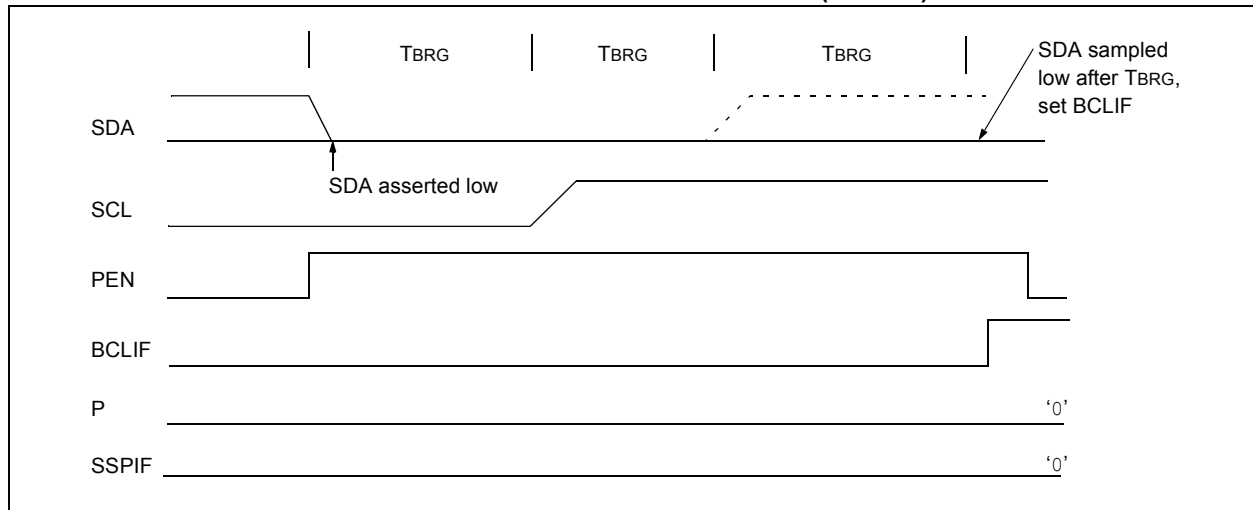 TBRG TBRG TBRG
SDA sampled
low after TBRG,
set BCLIF
SDA
SDA asserted low
SCL
PEN
BCLIF
P
‘0’
SSPIF
‘0’